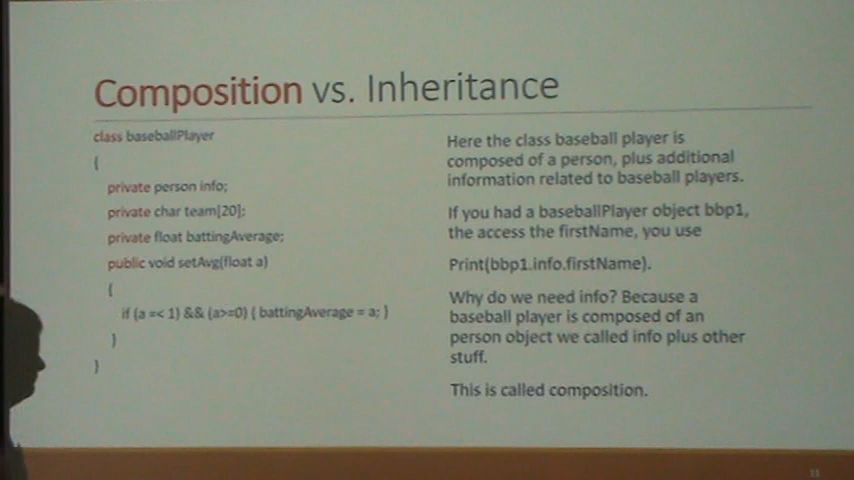 Composition vs. Inheritance
class baseballPlayer
{
private person info;
private char team[20];
private float battingAverage;
public void setAvg(float a)
{
if (a =< 1) && (a>=0) { battingAverage = a; }
}
}
Here the class baseball player is
composed of a person, plus additional
information related to baseball players.
If you had a baseballPlayer object bbp1,
the access the firstName, you use
Print(bbp1.info.firstName).
Why do we need info? Because a
baseball player is composed of an
person object we called info plus other
stuff.
This is called composition.